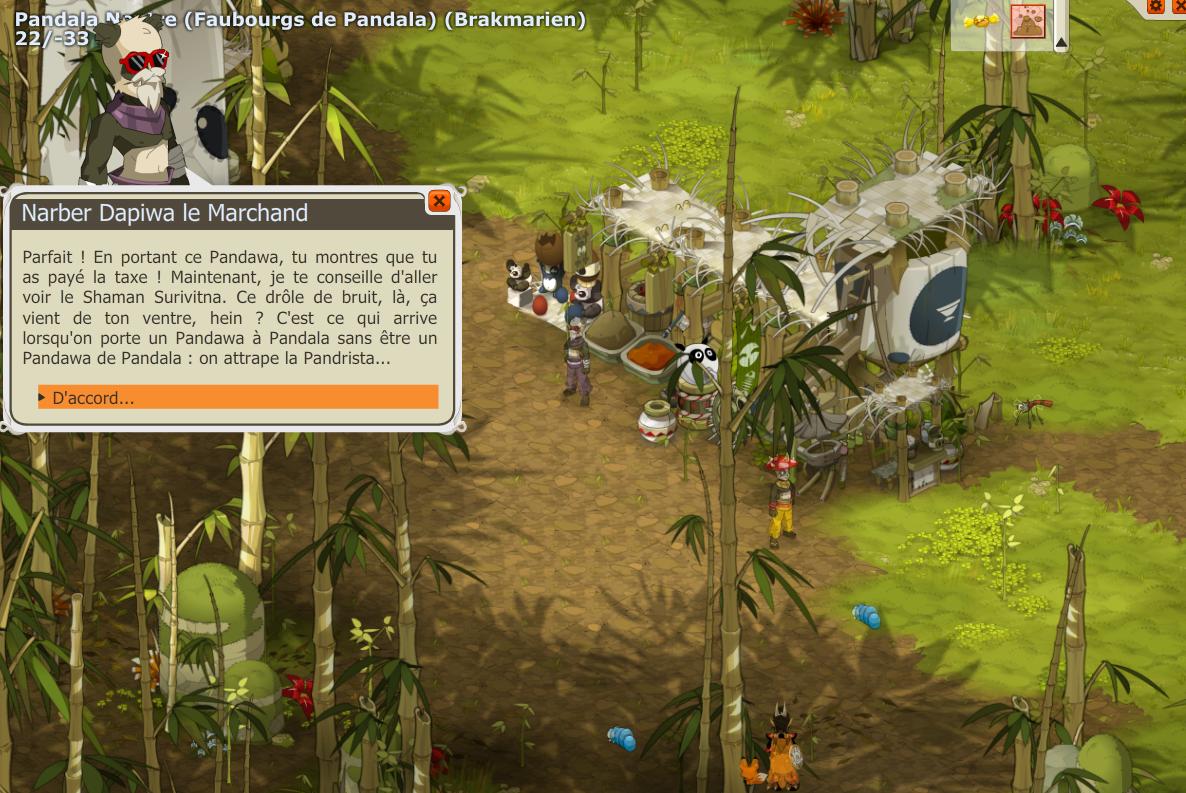 Pandala Neutre (Faubourgs de Pandala) (Brakmarien)
22/-33
Narber Dapiwa le Marchand
Parfait ! En portant ce Pandawa, tu montres que tu
as payé la taxe ! Maintenant, je te conseille d'aller
voir le Shaman Surivitna. Ce drôle de bruit, là, ça
vient de ton ventre, hein ? C'est ce qui arrive
lorsqu'on porte un Pandawa à Pandala sans être un
Pandawa de Pandala : on attrape la Pandrista...
D'accord...